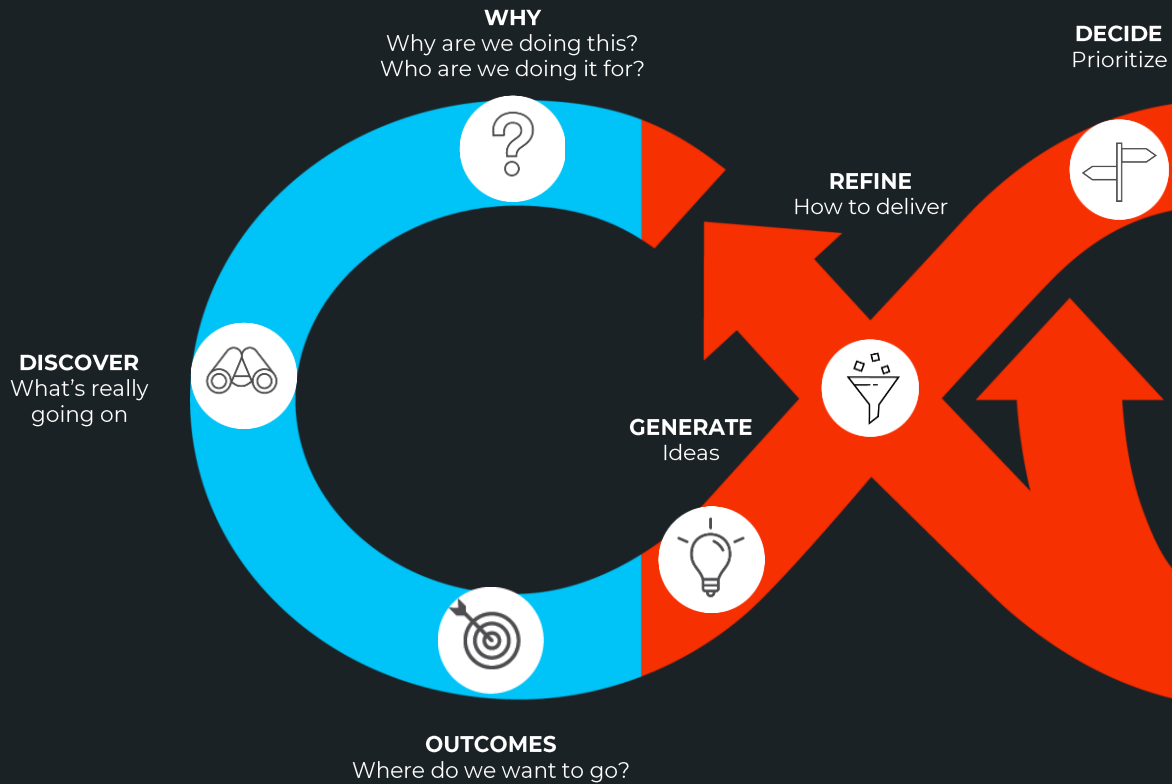 WHY
Why are we doing this?
Who are we doing it for?
DECIDE
Prioritize
REFINE
How to deliver
DISCOVER
What's really
going on
GENERATE
Ideas
OUTCOMES
Where do we want to go?